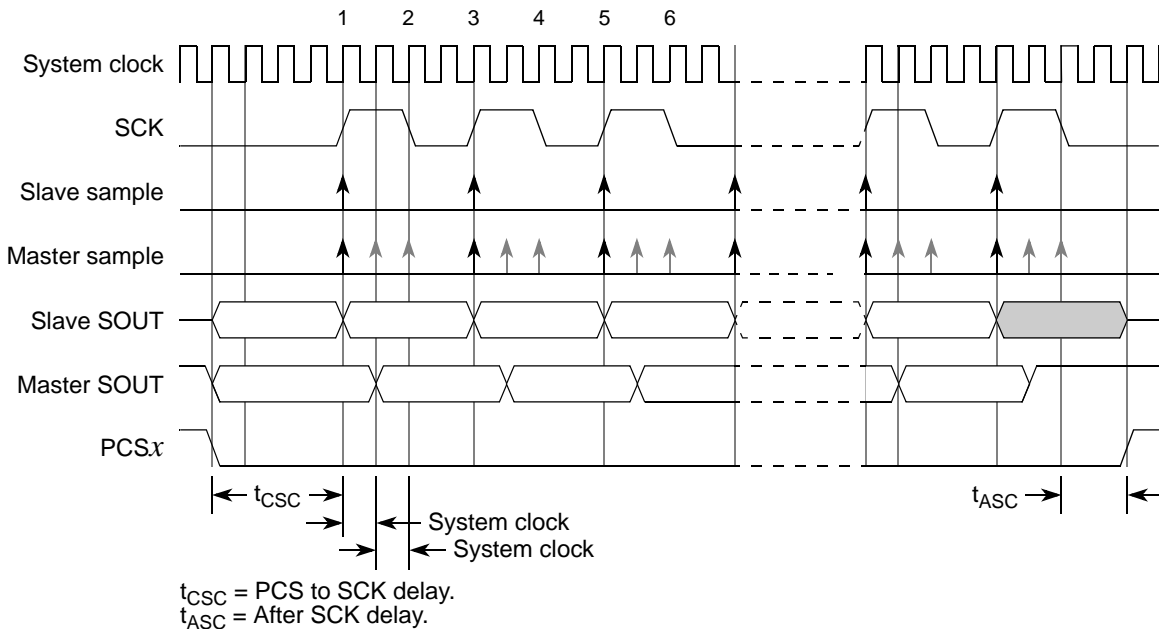 1 2 3 4 5 6
System clock
SCK
Slave sample
Master sample
Slave SOUT
Master SOUT
PCSx
tCSC
tASC
System clock
System clock
tCSC = PCS to SCK delay.
tASC = After SCK delay.